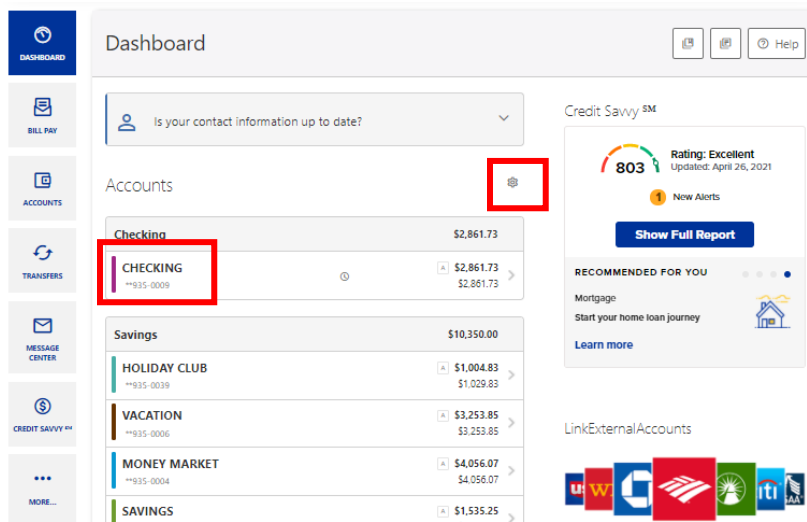 DASHBOARD
BILL PAY
ACCOUNTS
TRANSFERS
MESSAGE
CENTER
CREDIT SAVVY SM
MORE...
Dashboard
Help
Is your contact information up to date?
Accounts
Checking $2,861.73
CHECKING A $2,861.73
**935-0009 $2,861.73
Savings $10,350.00
HOLIDAY CLUB A $1,004.83
**935-0039 $1,029.83
VACATION A $3,253.85
**935-0006 $3,253.85
MONEY MARKET A $4,056.07
**935-0004 $4,056.07
SAVINGS A $1,535.25
Credit Savvy SM
803
Rating: Excellent
Updated: April 26, 2021
1 New Alerts
Show Full Report
RECOMMENDED FOR YOU
Mortgage
Start your home loan journey
Learn more
LinkExternalAccounts
citi